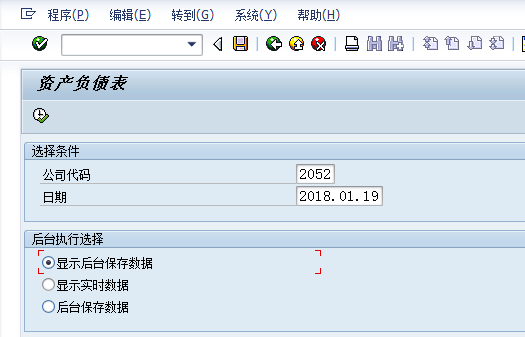 程序(P) 编辑(E) 转到(G) 系统(Y) 帮助(H)
资产负债表
选择条件
公司代码 2052
日期 2018.01.19
后台执行选择
显示后台保存数据
显示实时数据
后台保存数据